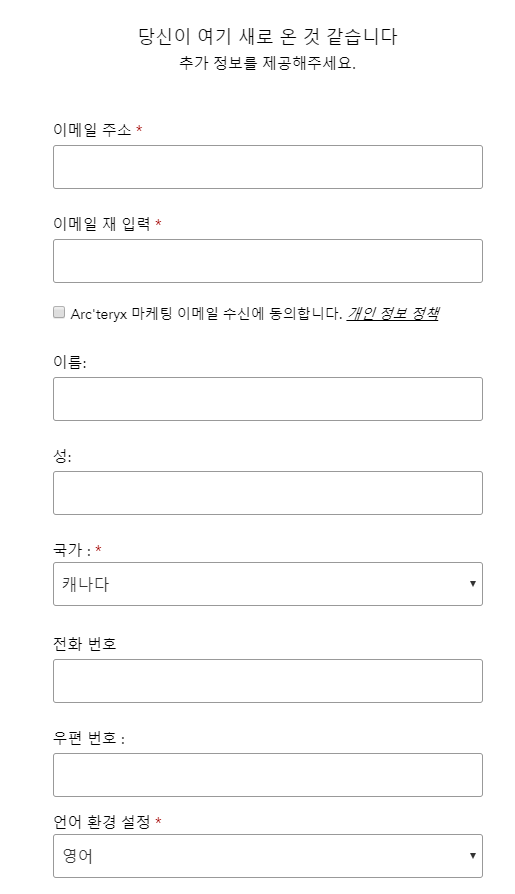 당신이 여기 새로 온 것 같습니다
추가 정보를 제공해주세요.
이메일 주소 *
이메일 재 입력 *
Arc'teryx 마케팅 이메일 수신에 동의합니다. 개인 정보 정책
이름:
성:
국가 : *
캐나다
전화 번호
우편 번호 :
언어 환경 설정 *
영어